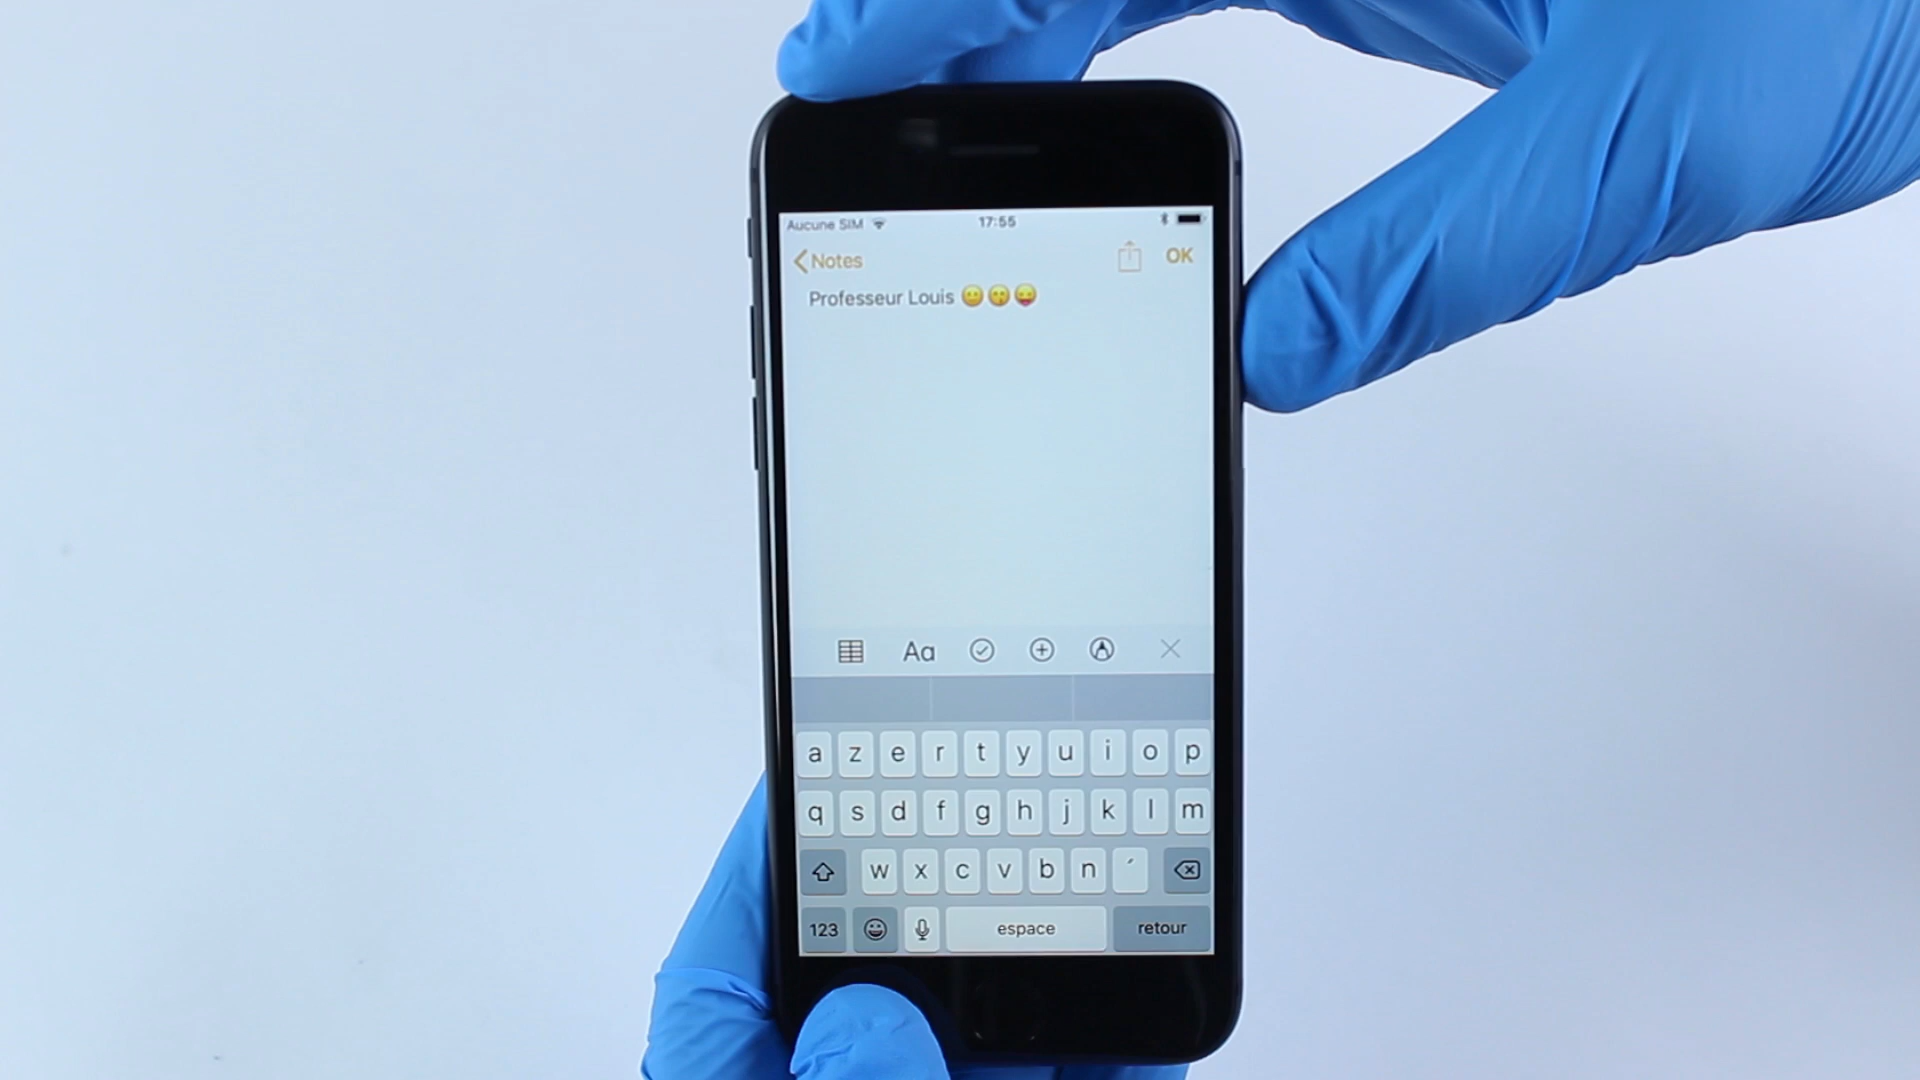 Aucune SIM 17:55
Notes OK
Professeur Louis 🙂😙😝
Aa
a z e r t y u i o p
q s d f g h j k l m
w x c v b n ´
123 espace retour